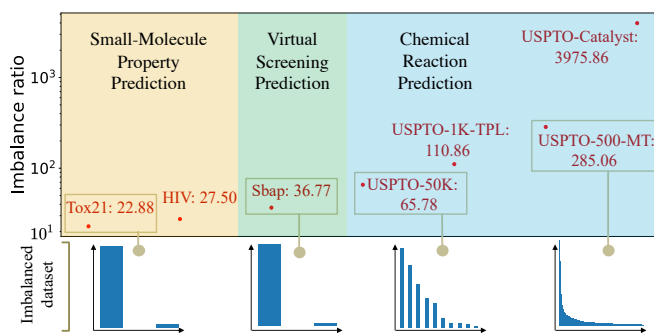 Imbalance ratio
10³
10²
10¹
Small-Molecule
Property
Prediction
Virtual
Screening
Prediction
Chemical
Reaction
Prediction
USPTO-Catalyst:
3975.86
USPTO-1K-TPL:
110.86
USPTO-500-MT:
285.06
Tox21: 22.88
HIV: 27.50
Sbap: 36.77
USPTO-50K:
65.78
Imbalanced
dataset